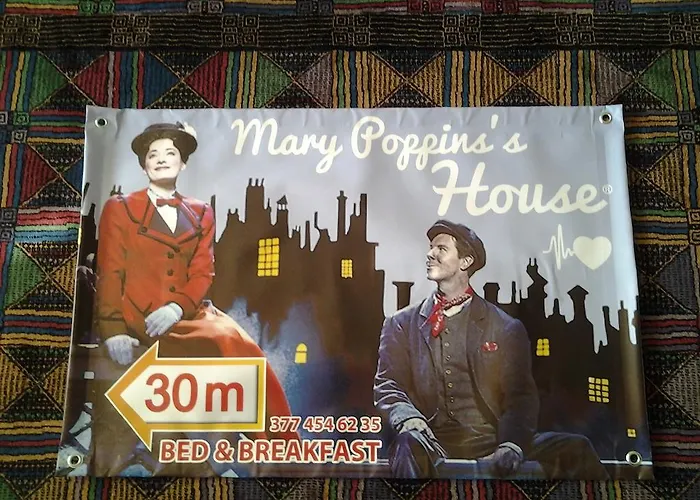 Mary Poppins's
House®
30 m
377 454 62 35
BED & BREAKFAST